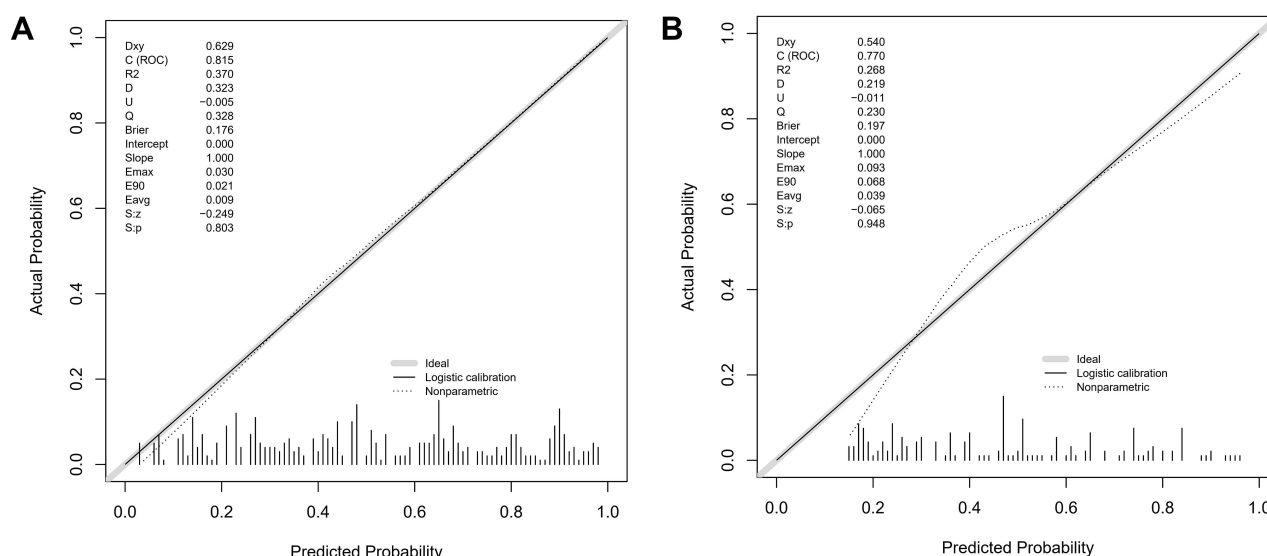 A
Dxy 0.629
C (ROC) 0.815
R2 0.370
D 0.323
U −0.005
Q 0.328
Brier 0.176
Intercept 0.000
Slope 1.000
Emax 0.030
E90 0.021
Eavg 0.009
S:z −0.249
S:p 0.803
Ideal
Logistic calibration
Nonparametric
Actual Probability
0.0
0.2
0.4
0.6
0.8
1.0
0.0 0.2 0.4 0.6 0.8 1.0
Predicted Probability
B
Dxy 0.540
C (ROC) 0.770
R2 0.268
D 0.219
U −0.011
Q 0.230
Brier 0.197
Intercept 0.000
Slope 1.000
Emax 0.093
E90 0.068
Eavg 0.039
S:z −0.065
S:p 0.948
Ideal
Logistic calibration
Nonparametric
Actual Probability
0.0
0.2
0.4
0.6
0.8
1.0
0.0 0.2 0.4 0.6 0.8 1.0
Predicted Probability